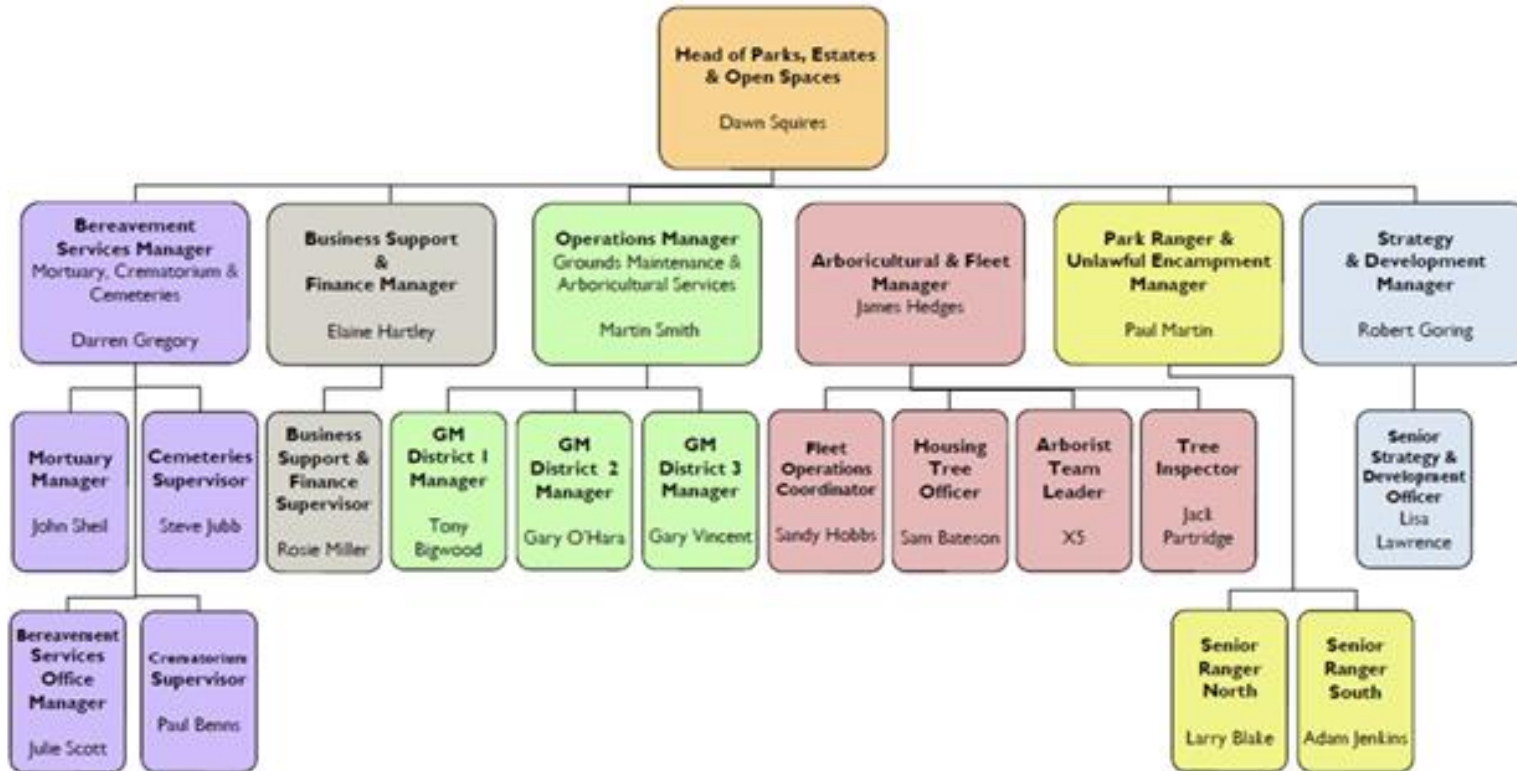 Head of Parks, Estates
& Open Spaces
Dawn Squires
Bereavement
Services Manager
Mortuary, Crematorium &
Cemeteries
Darren Gregory
Business Support
&
Finance Manager
Elaine Hartley
Operations Manager
Grounds Maintenance &
Arboricultural Services
Martin Smith
Arboricultural & Fleet
Manager
James Hedges
Park Ranger &
Unlawful Encampment
Manager
Paul Martin
Strategy
& Development
Manager
Robert Goring
Mortuary
Manager
John Sheil
Cemeteries
Supervisor
Steve Jubb
Business
Support &
Finance
Supervisor
Rosie Miller
GM
District 1
Manager
Tony
Bigwood
GM
District 2
Manager
Gary O'Hara
GM
District 3
Manager
Gary Vincent
Fleet
Operations
Coordinator
Sandy Hobbs
Housing
Tree
Officer
Sam Bateson
Arborist
Team
Leader
X5
Tree
Inspector
Jack
Partridge
Senior
Strategy &
Development
Officer
Lisa
Lawrence
Bereavement
Services
Office
Manager
Julie Scott
Crematorium
Supervisor
Paul Benns
Senior
Ranger
North
Larry Blake
Senior
Ranger
South
Adam Jenkins